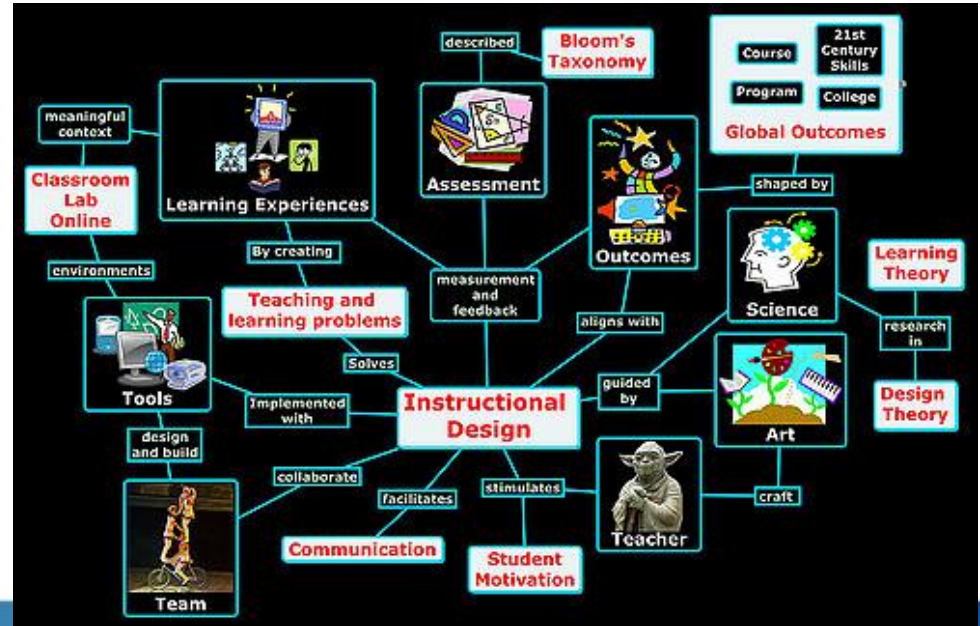 described
Bloom's
Taxonomy
Course
21st
Century
Skills
Program
College
Global Outcomes
meaningful
context
Learning Experiences
Assessment
Outcomes
shaped by
Classroom
Lab
Online
By creating
measurement
and
feedback
Science
Learning
Theory
environments
Teaching and
learning problems
aligns with
research
in
Solves
Tools
Implemented
with
Instructional
Design
guided
by
Art
Design
Theory
design
and build
collaborate
facilitates
stimulates
Teacher
craft
Communication
Student
Motivation
Team